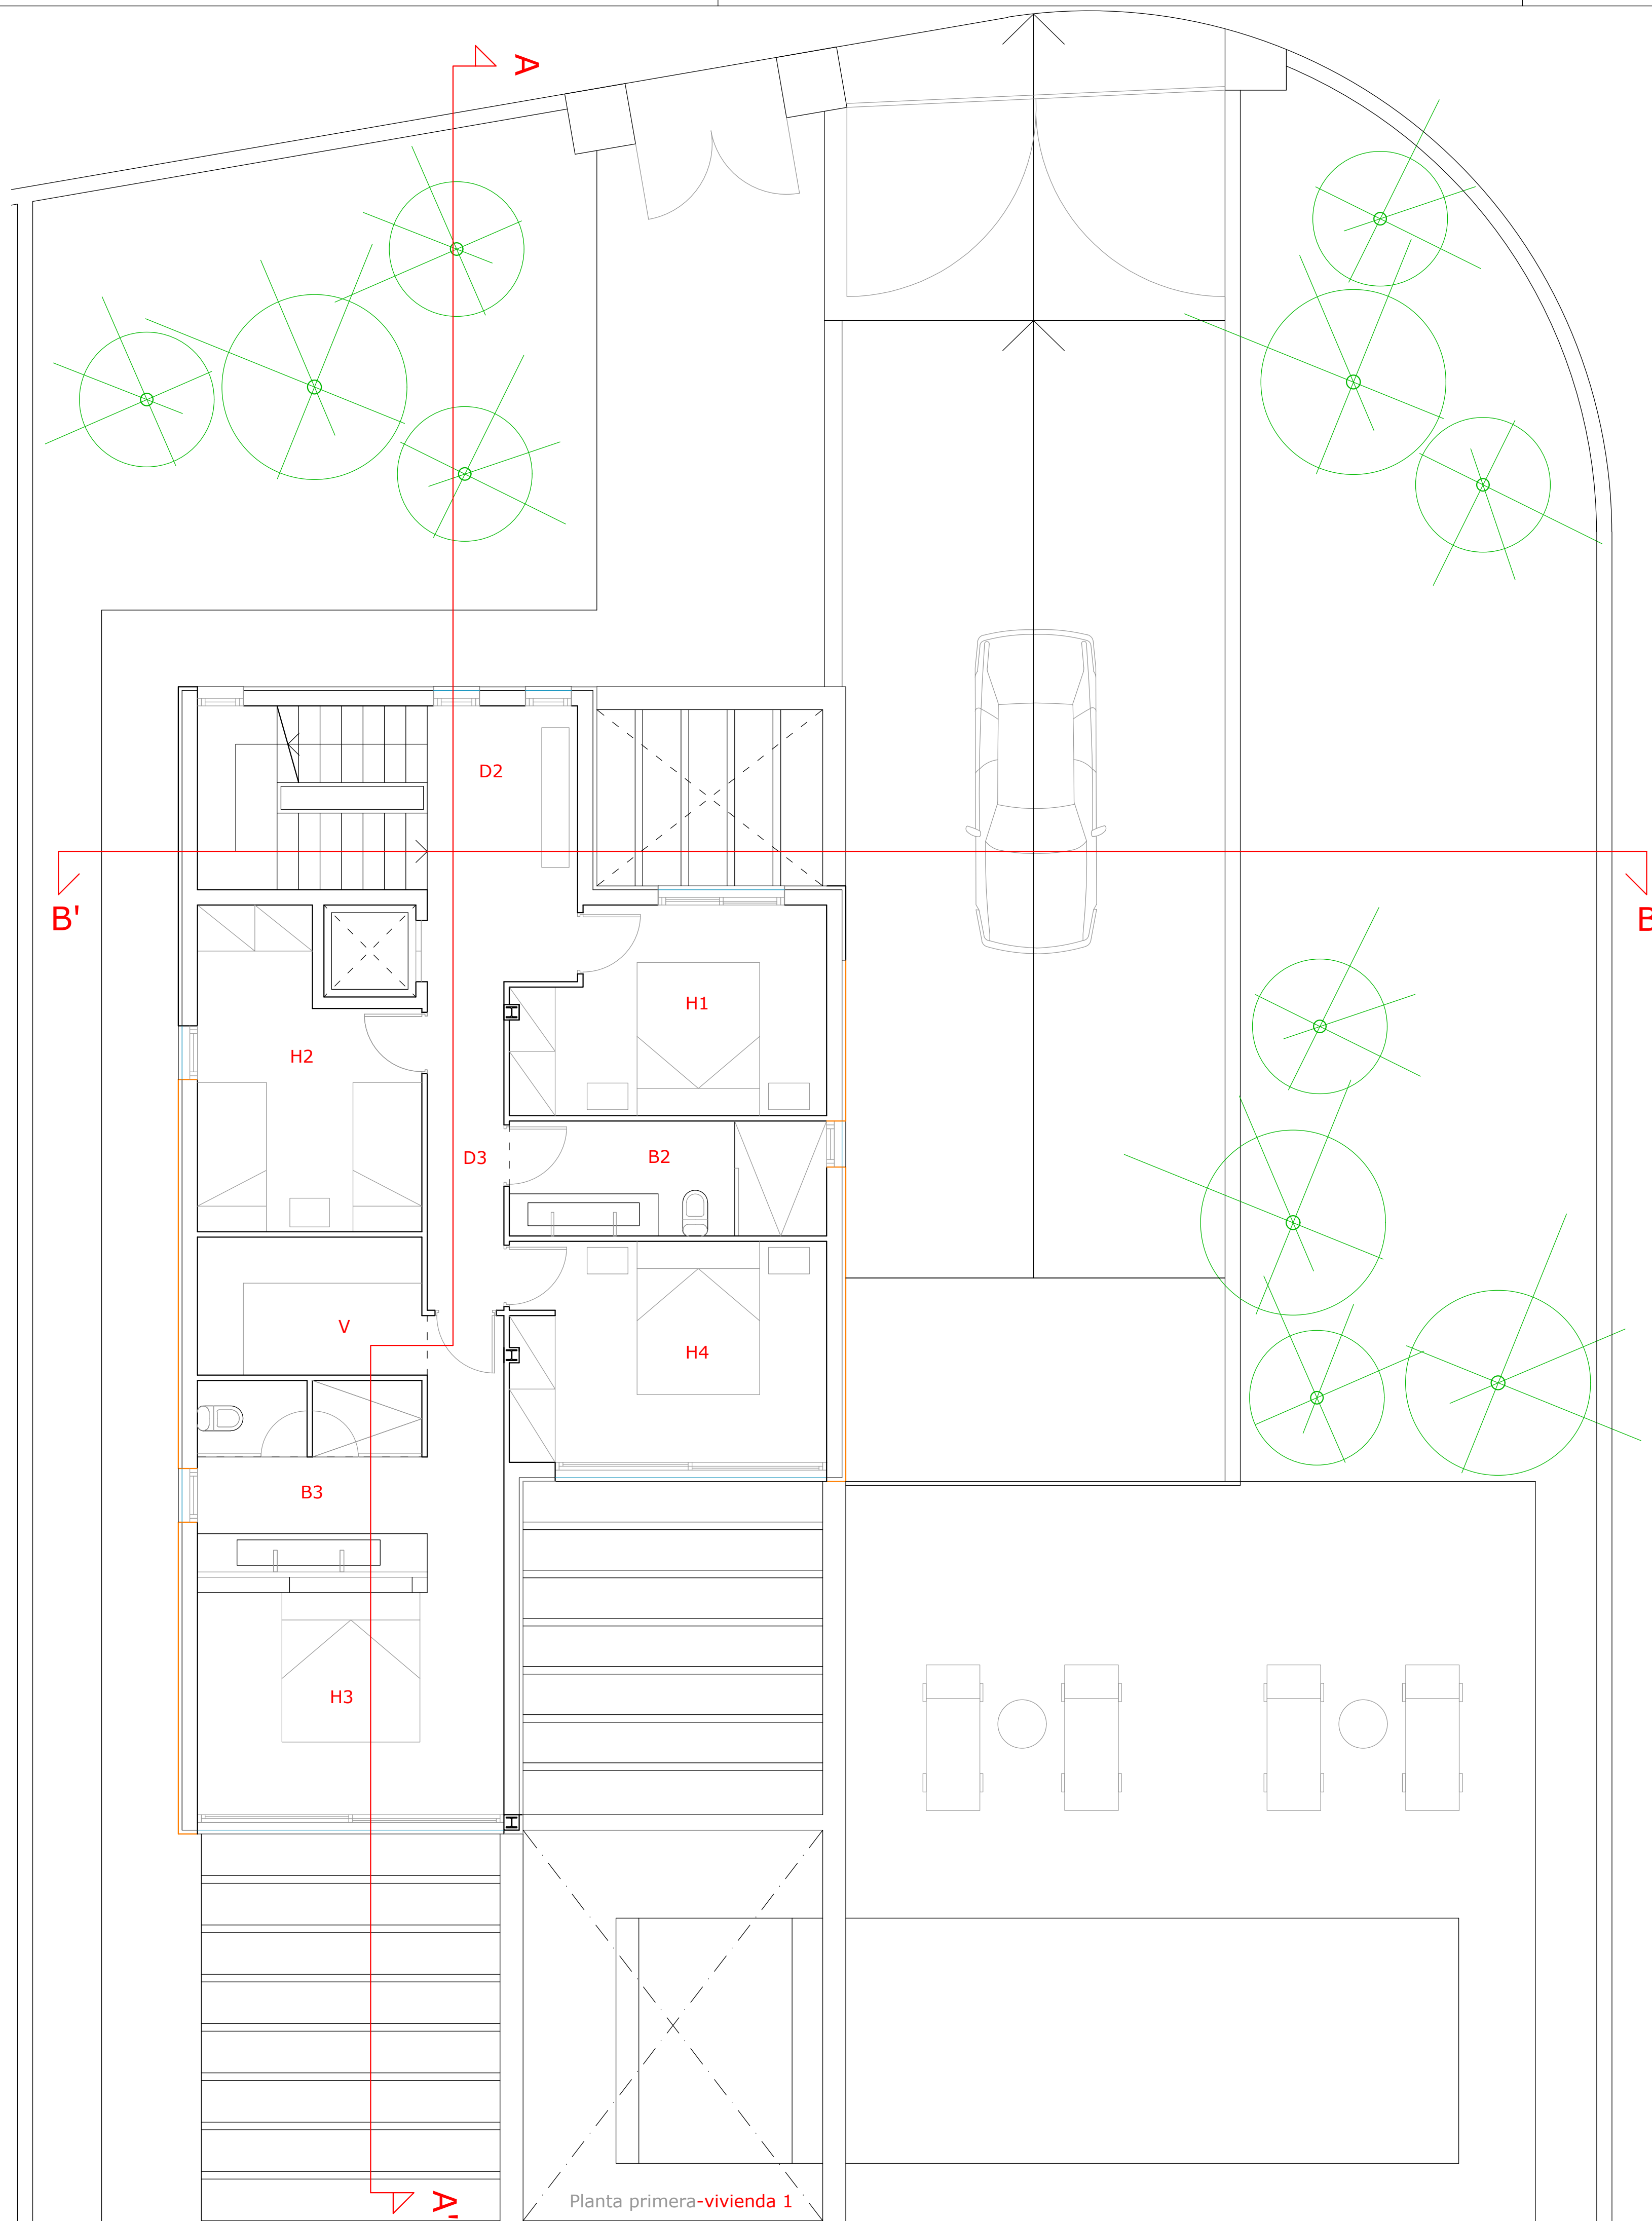 A
D2
B'
B
H1
H2
D3
B2
V
H4
B3
H3
A'
Planta primera-vivienda 1